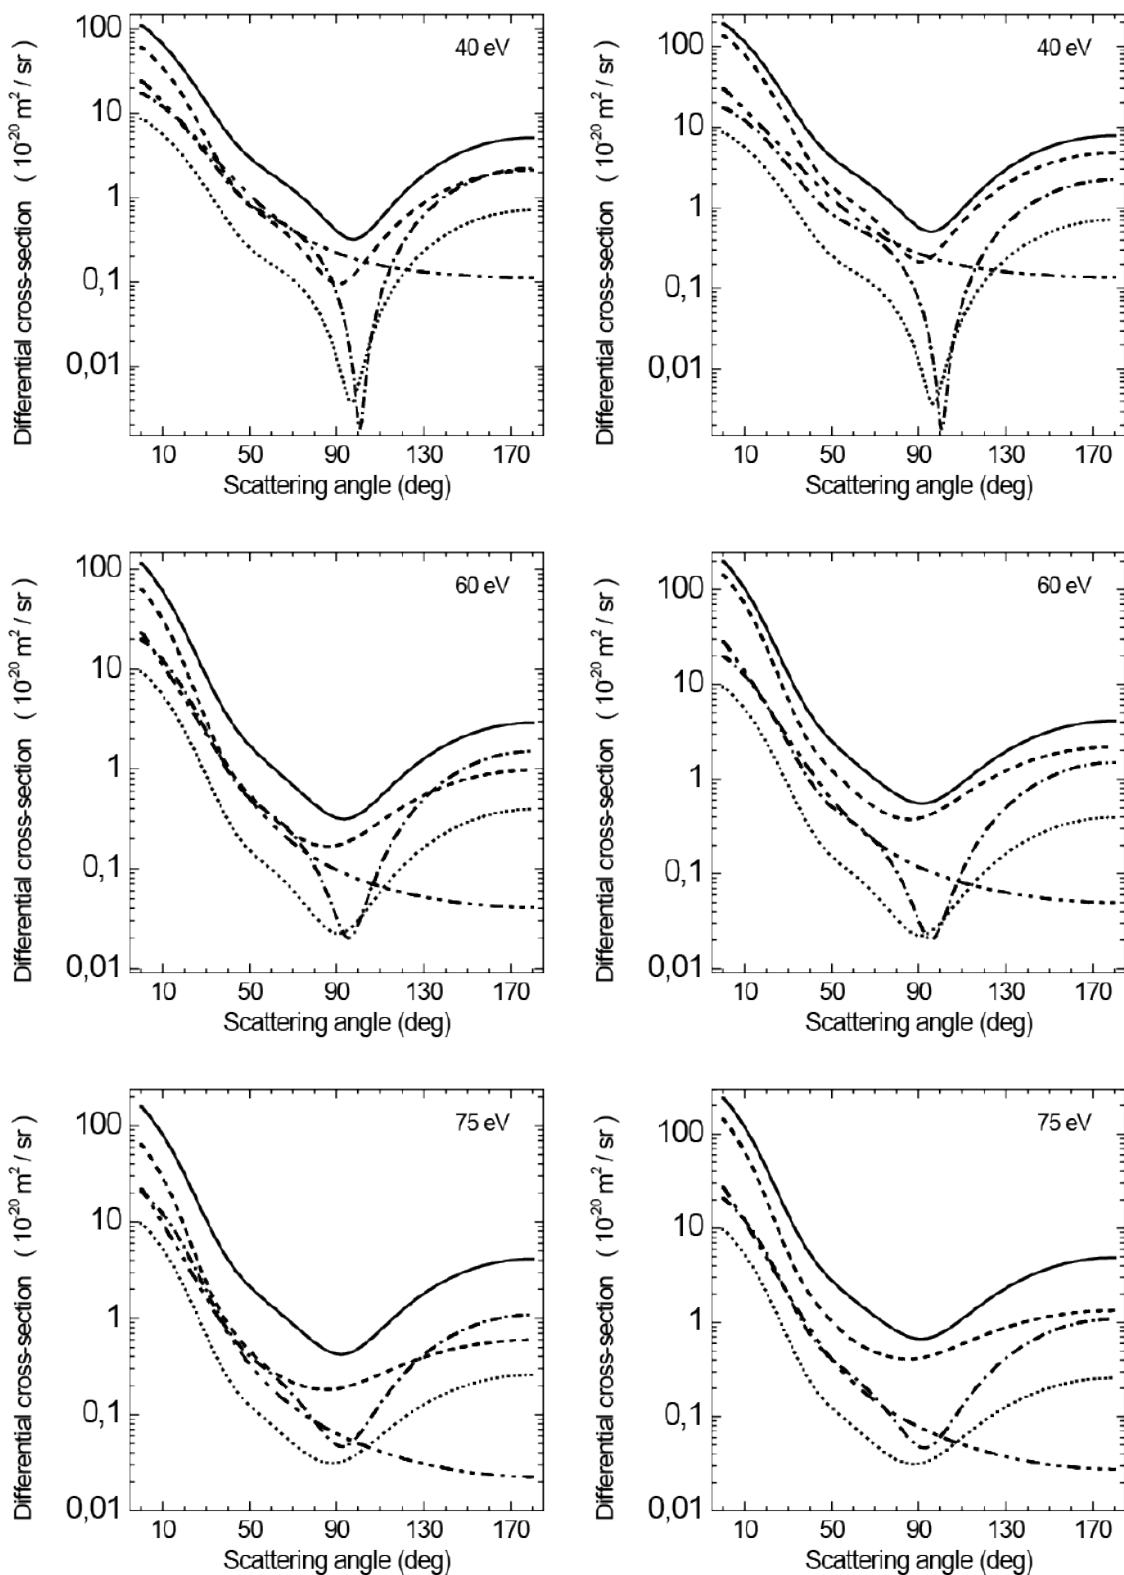 Differential cross-section ( 10⁻²⁰ m² / sr )
100
10
1
0,1
0,01
40 eV
10 50 90 130 170
Scattering angle (deg)
Differential cross-section ( 10⁻²⁰ m² / sr )
100
10
1
0,1
0,01
40 eV
10 50 90 130 170
Scattering angle (deg)
Differential cross-section ( 10⁻²⁰ m² / sr )
100
10
1
0,1
0,01
60 eV
10 50 90 130 170
Scattering angle (deg)
Differential cross-section ( 10⁻²⁰ m² / sr )
100
10
1
0,1
0,01
60 eV
10 50 90 130 170
Scattering angle (deg)
Differential cross-section ( 10⁻²⁰ m² / sr )
100
10
1
0,1
0,01
75 eV
10 50 90 130 170
Scattering angle (deg)
Differential cross-section ( 10⁻²⁰ m² / sr )
100
10
1
0,1
0,01
75 eV
10 50 90 130 170
Scattering angle (deg)